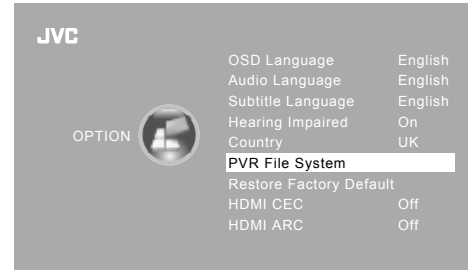 JVC
OPTION
OSD Language English
Audio Language English
Subtitle Language English
Hearing Impaired On
Country UK
PVR File System
Restore Factory Default
HDMI CEC Off
HDMI ARC Off